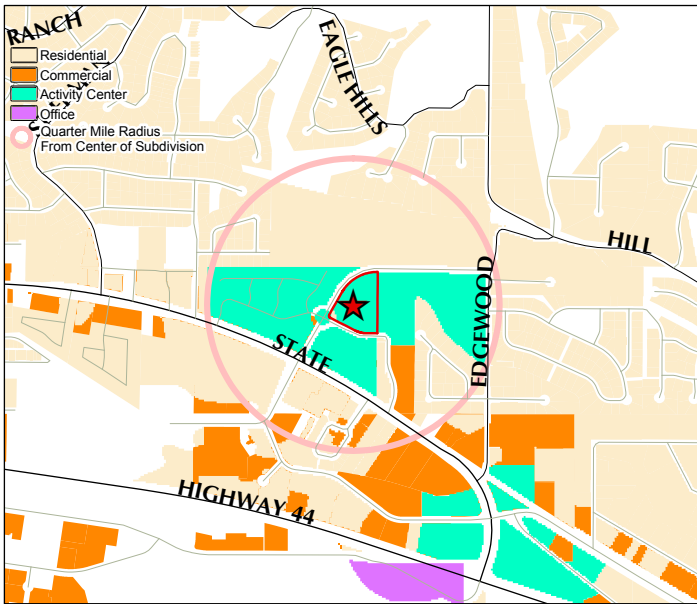 RANCH
Residential
Commercial
Activity Center
Office
Quarter Mile Radius
From Center of Subdivision
EAGLE HILLS
HILL
EDGEWOOD
STATE
HIGHWAY 44